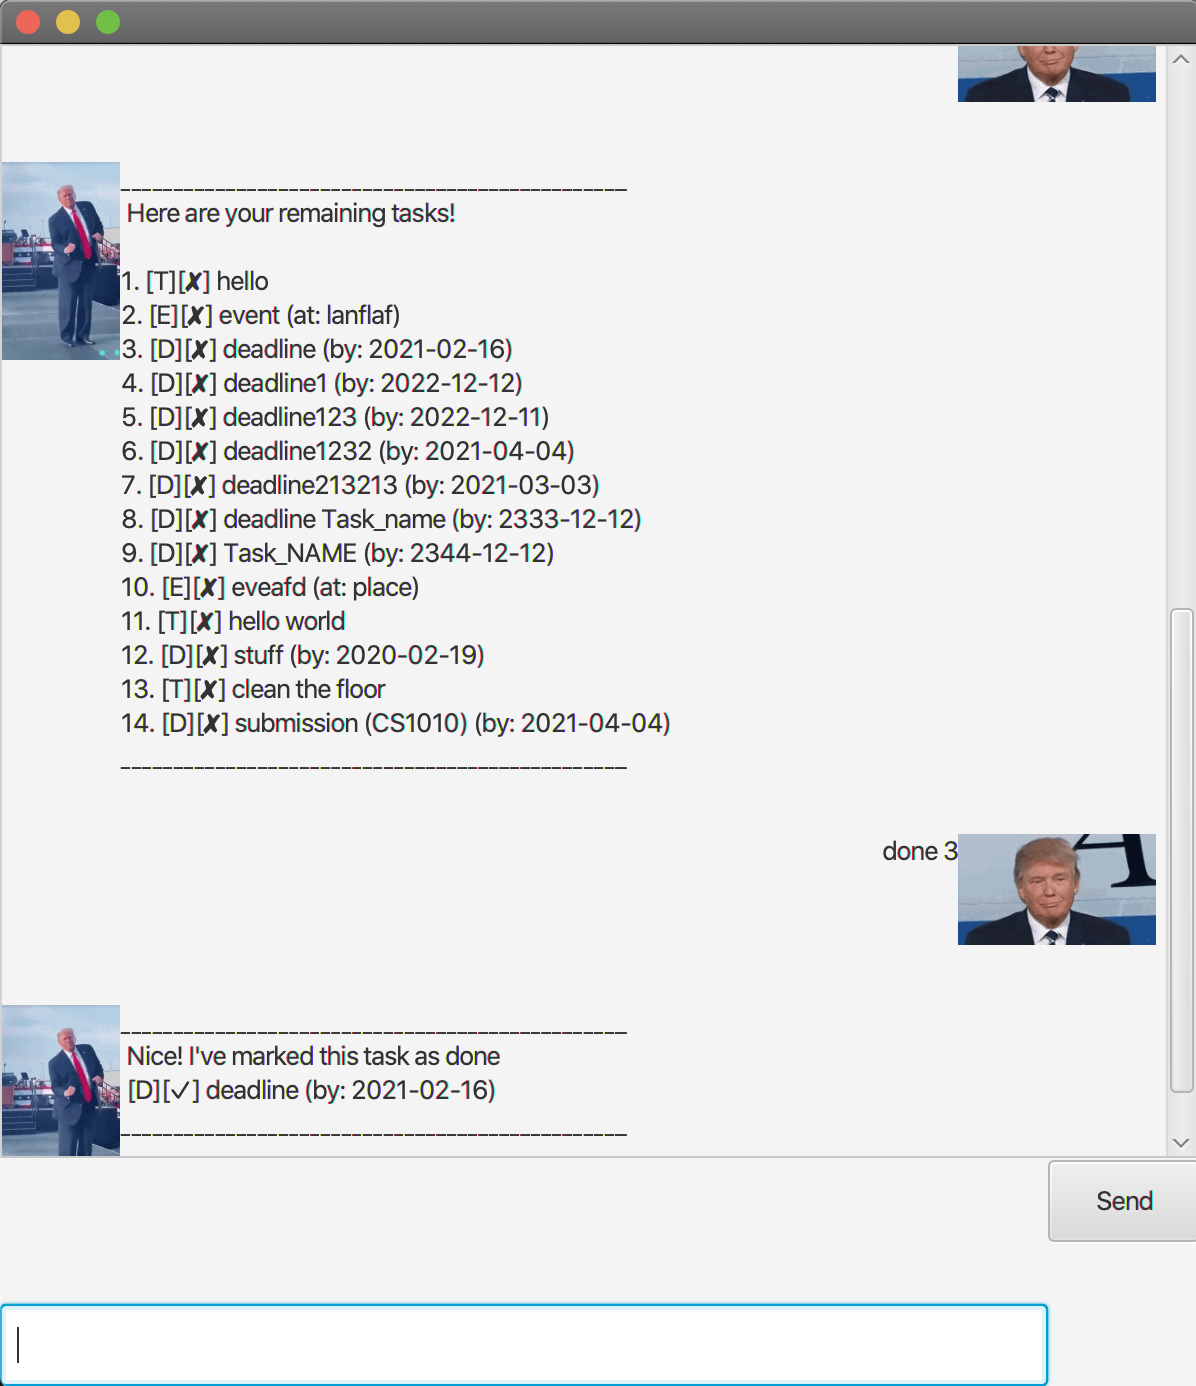 ____________________________________________
Here are your remaining tasks!
1. [T][✘] hello
2. [E][✘] event (at: lanflaf)
3. [D][✘] deadline (by: 2021-02-16)
4. [D][✘] deadline1 (by: 2022-12-12)
5. [D][✘] deadline123 (by: 2022-12-11)
6. [D][✘] deadline1232 (by: 2021-04-04)
7. [D][✘] deadline213213 (by: 2021-03-03)
8. [D][✘] deadline Task_name (by: 2333-12-12)
9. [D][✘] Task_NAME (by: 2344-12-12)
10. [E][✘] eveafd (at: place)
11. [T][✘] hello world
12. [D][✘] stuff (by: 2020-02-19)
13. [T][✘] clean the floor
14. [D][✘] submission (CS1010) (by: 2021-04-04)
____________________________________________
done 3
____________________________________________
Nice! I've marked this task as done
[D][✓] deadline (by: 2021-02-16)
____________________________________________
Send